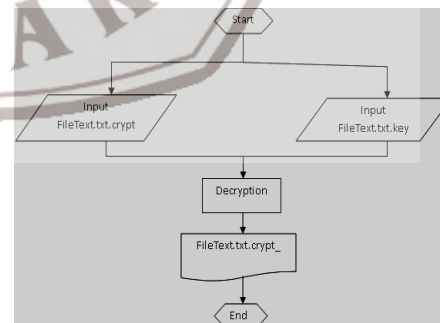 Start
Input
FileText.txt.crypt
Input
FileText.txt.key
Decryption
FileText.txt.crypt_
End